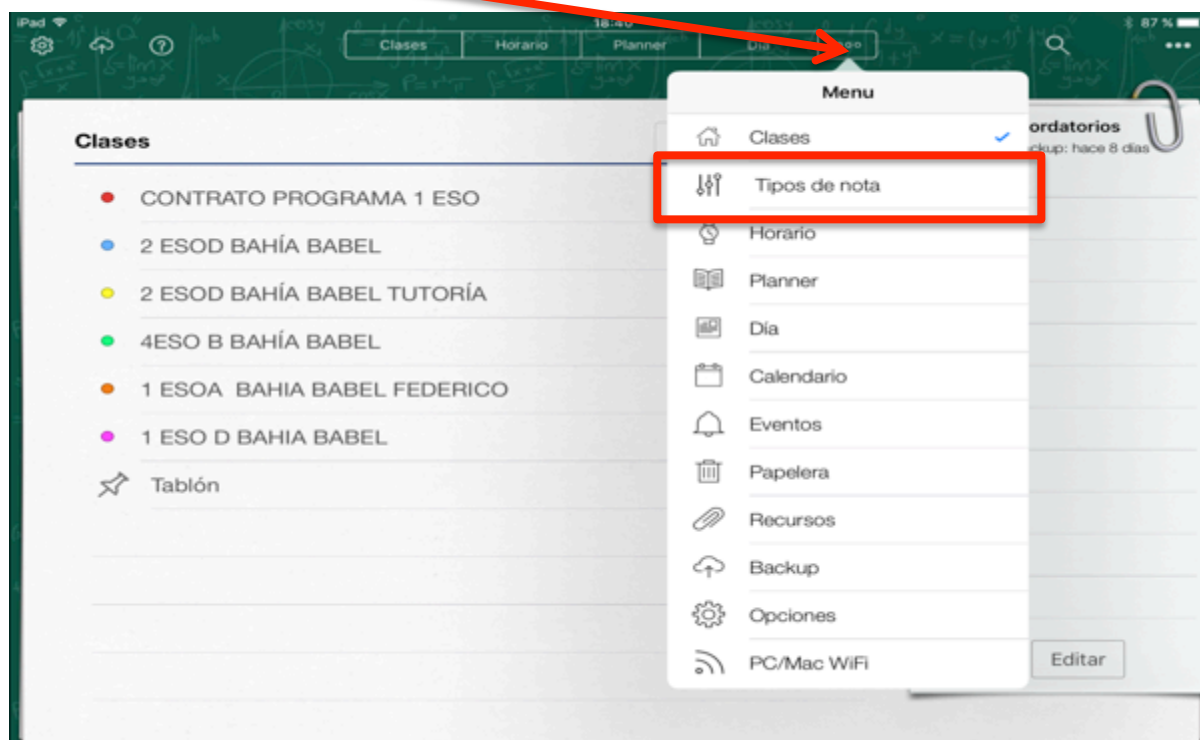 iPad 18:40 87 %
Clases Horario Planner Día
Menu
Clases
ordatorios
ckup: hace 8 días
Clases
Tipos de nota
CONTRATO PROGRAMA 1 ESO
Horario
2 ESOD BAHÍA BABEL
Planner
2 ESOD BAHÍA BABEL TUTORÍA
Día
4ESO B BAHÍA BABEL
Calendario
1 ESOA BAHIA BABEL FEDERICO
Eventos
1 ESO D BAHIA BABEL
Papelera
Tablón
Recursos
Backup
Opciones
PC/Mac WiFi
Editar